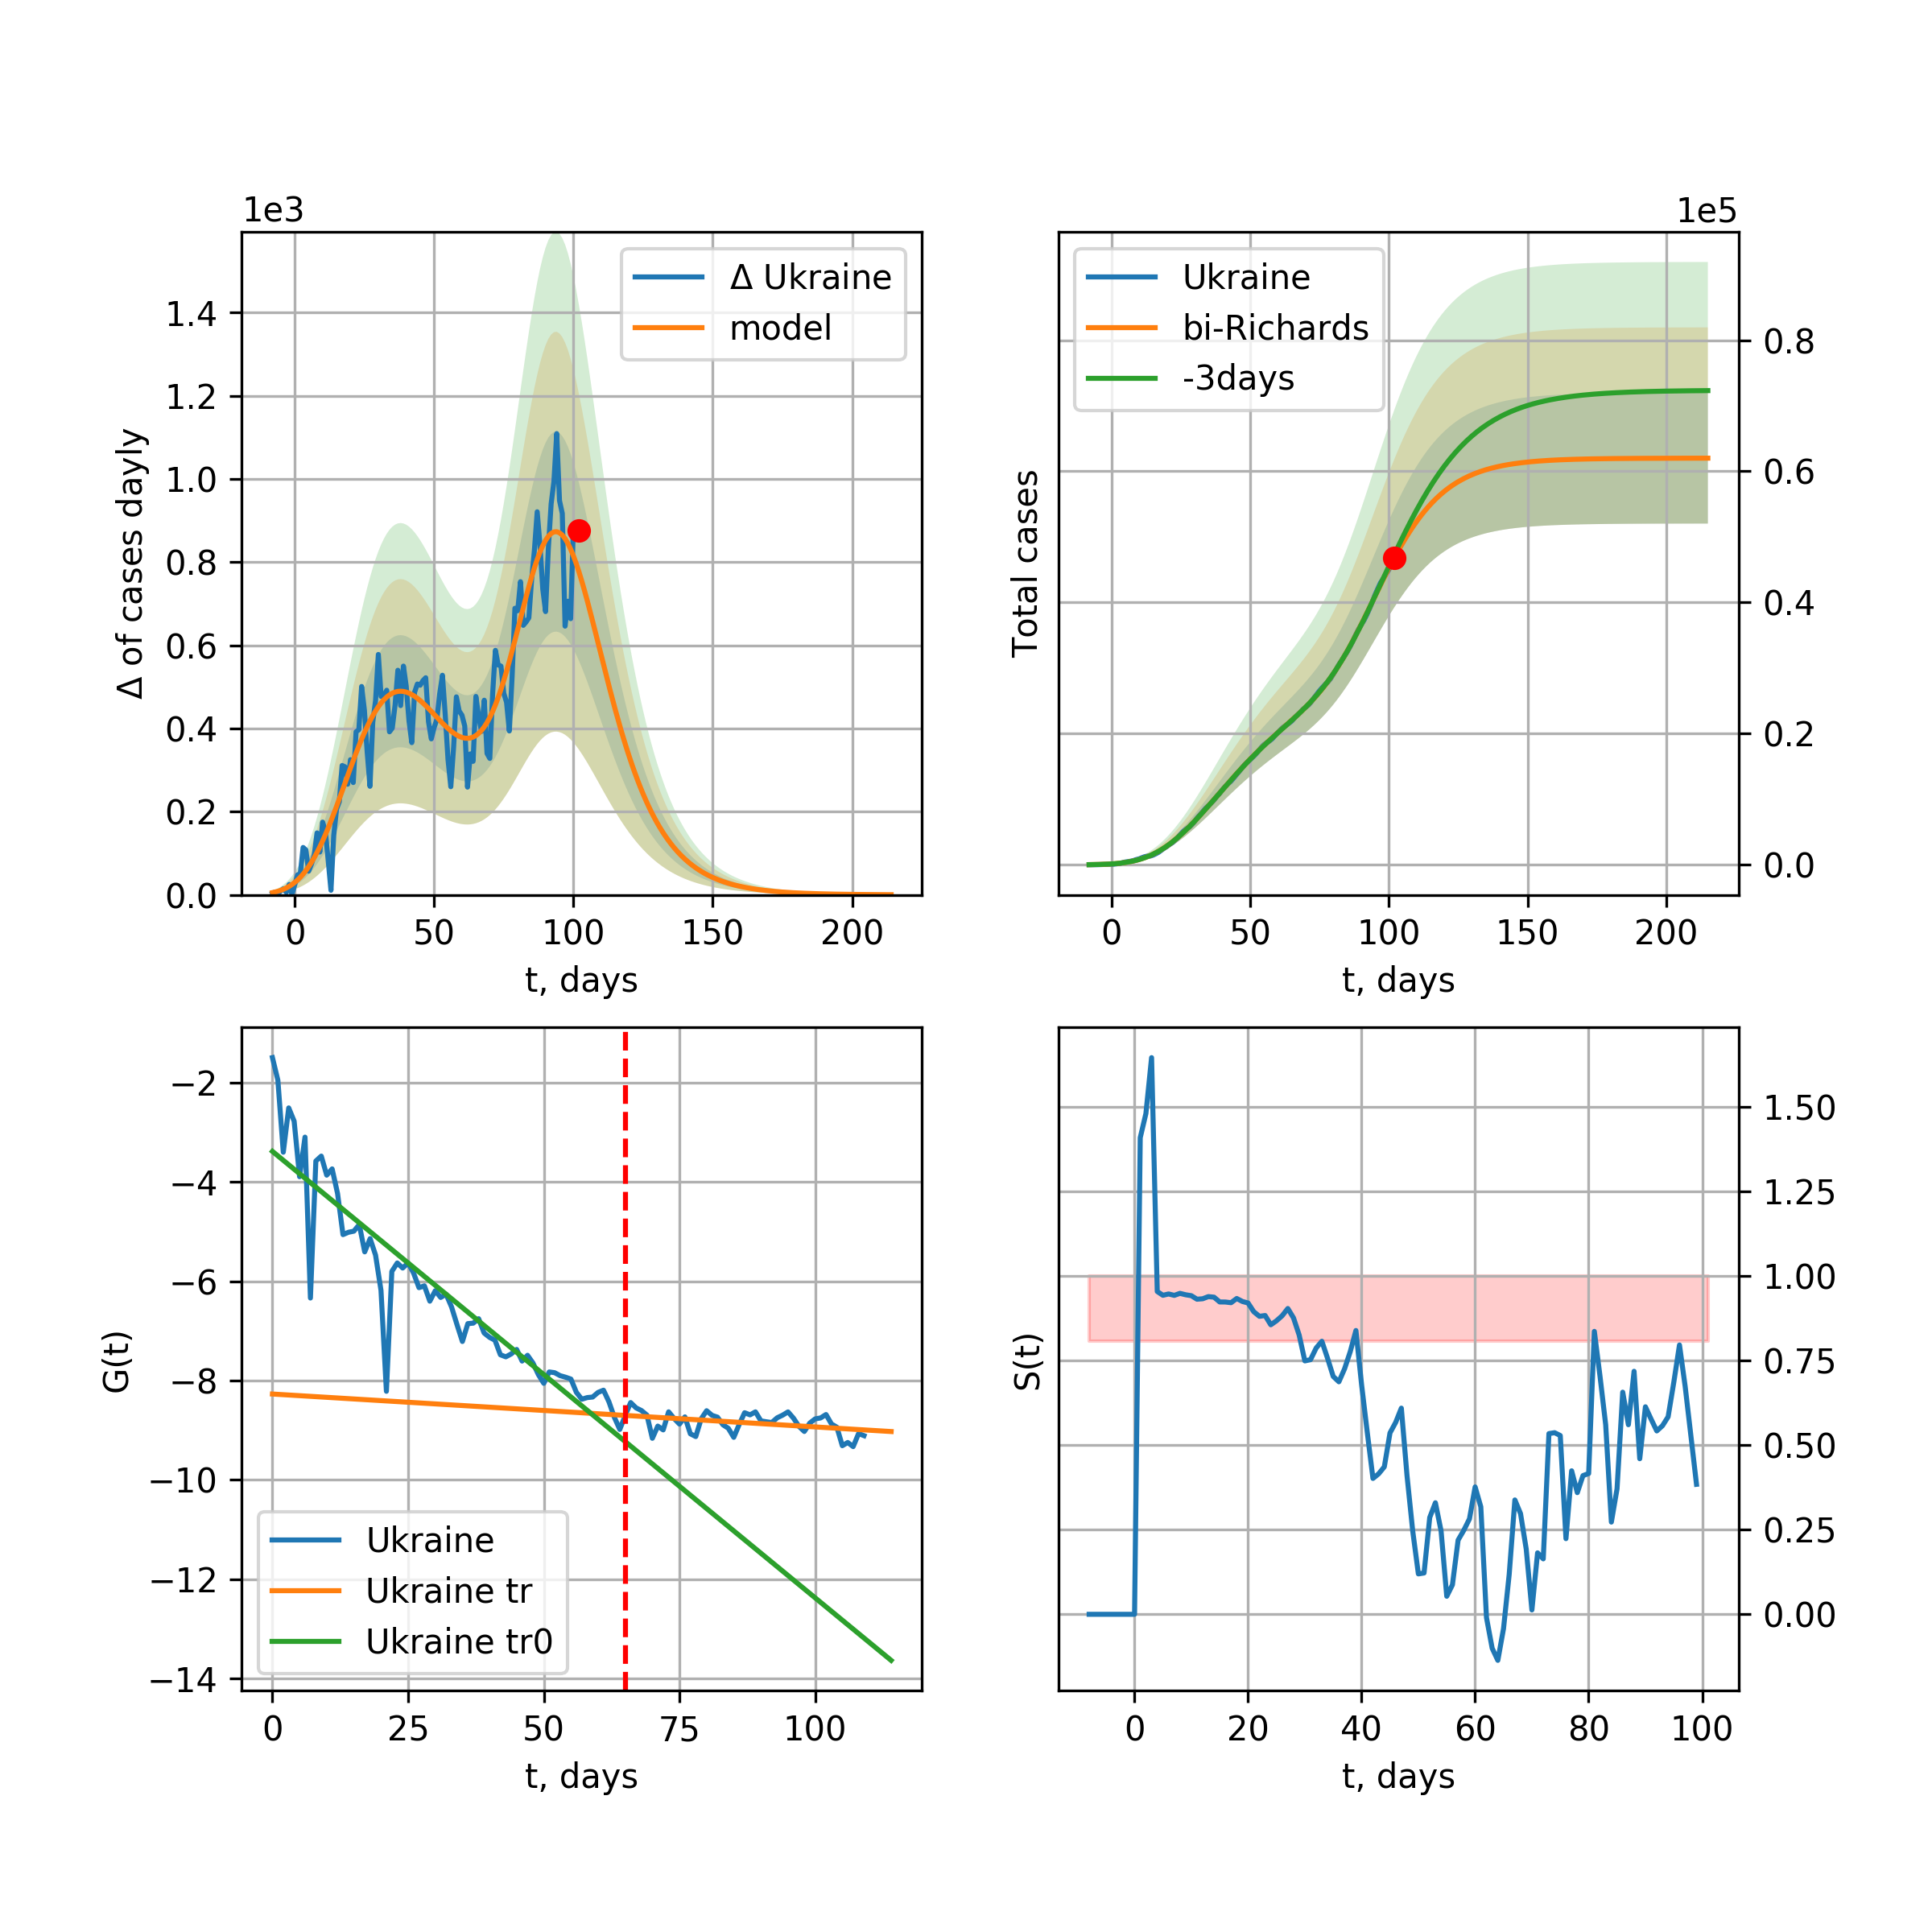 1e3
Δ of cases dayly
1.4
1.2
1.0
0.8
0.6
0.4
0.2
0.0
Δ Ukraine
model
0 50 100 150 200
t, days
1e5
Total cases
Ukraine
bi-Richards
-3days
0.8
0.6
0.4
0.2
0.0
0 50 100 150 200
t, days
G(t)
−2
−4
−6
−8
−10
−12
−14
Ukraine
Ukraine tr
Ukraine tr0
0 25 50 75 100
t, days
S(t)
1.50
1.25
1.00
0.75
0.50
0.25
0.00
0 20 40 60 80 100
t, days